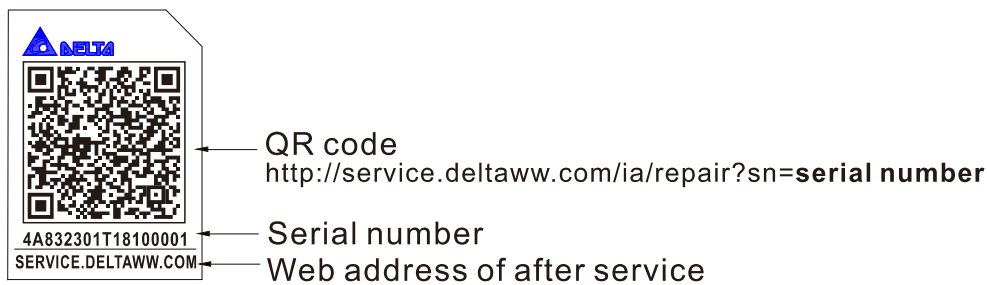 DELTA
QR code
http://service.deltaww.com/ia/repair?sn=serial number
4A832301T18100001
Serial number
SERVICE.DELTAWW.COM
Web address of after service